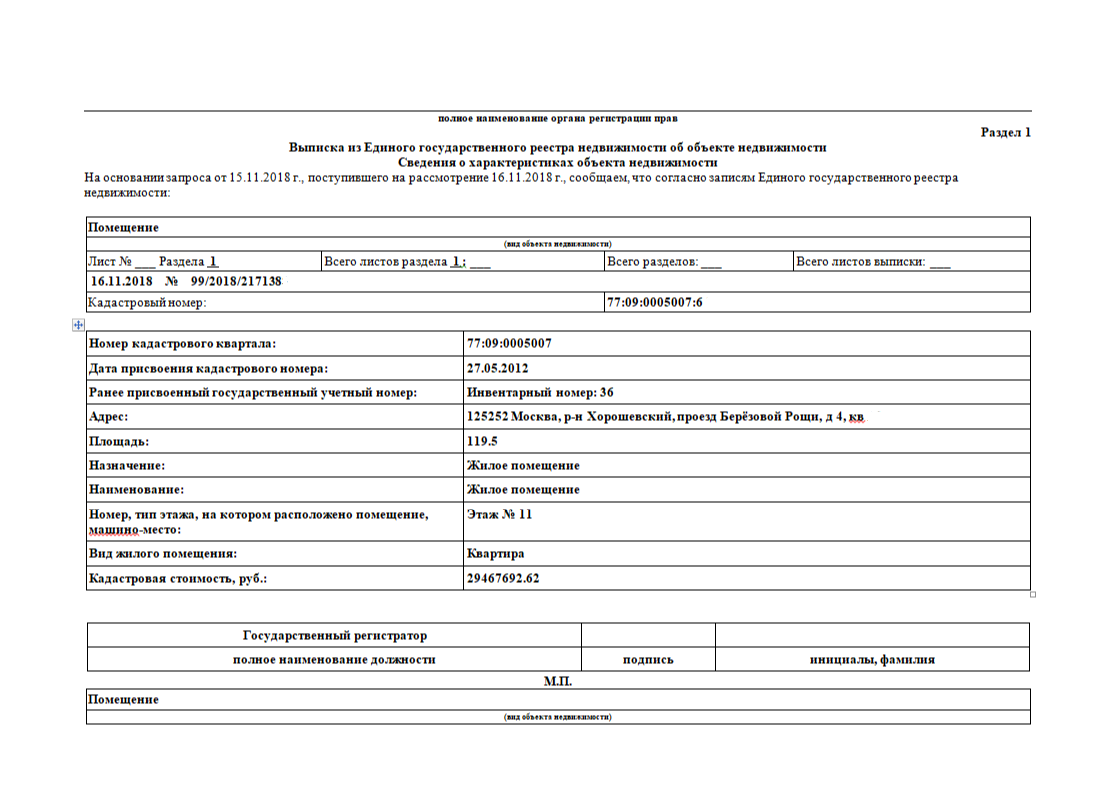 полное наименование органа регистрации прав
Раздел 1
Выписка из Единого государственного реестра недвижимости об объекте недвижимости
Сведения о характеристиках объекта недвижимости
На основании запроса от 15.11.2018 г., поступившего на рассмотрение 16.11.2018 г., сообщаем, что согласно записям Единого государственного реестра
недвижимости:
Помещение
(вид объекта недвижимости)
Лист № ___ Раздела 1 Всего листов раздела 1 : ___ Всего разделов: ___ Всего листов выписки: ___
16.11.2018 № 99/2018/217138
Кадастровый номер: 77:09:0005007:6
Номер кадастрового квартала: 77:09:0005007
Дата присвоения кадастрового номера: 27.05.2012
Ранее присвоенный государственный учетный номер: Инвентарный номер: 36
Адрес: 125252 Москва, р-н Хорошевский, проезд Берёзовой Рощи, д 4, кв
Площадь: 119.5
Назначение: Жилое помещение
Наименование: Жилое помещение
Номер, тип этажа, на котором расположено помещение, Этаж № 11
машино-место:
Вид жилого помещения: Квартира
Кадастровая стоимость, руб.: 29467692.62
Государственный регистратор
полное наименование должности подпись инициалы, фамилия
М.П.
Помещение
(вид объекта недвижимости)